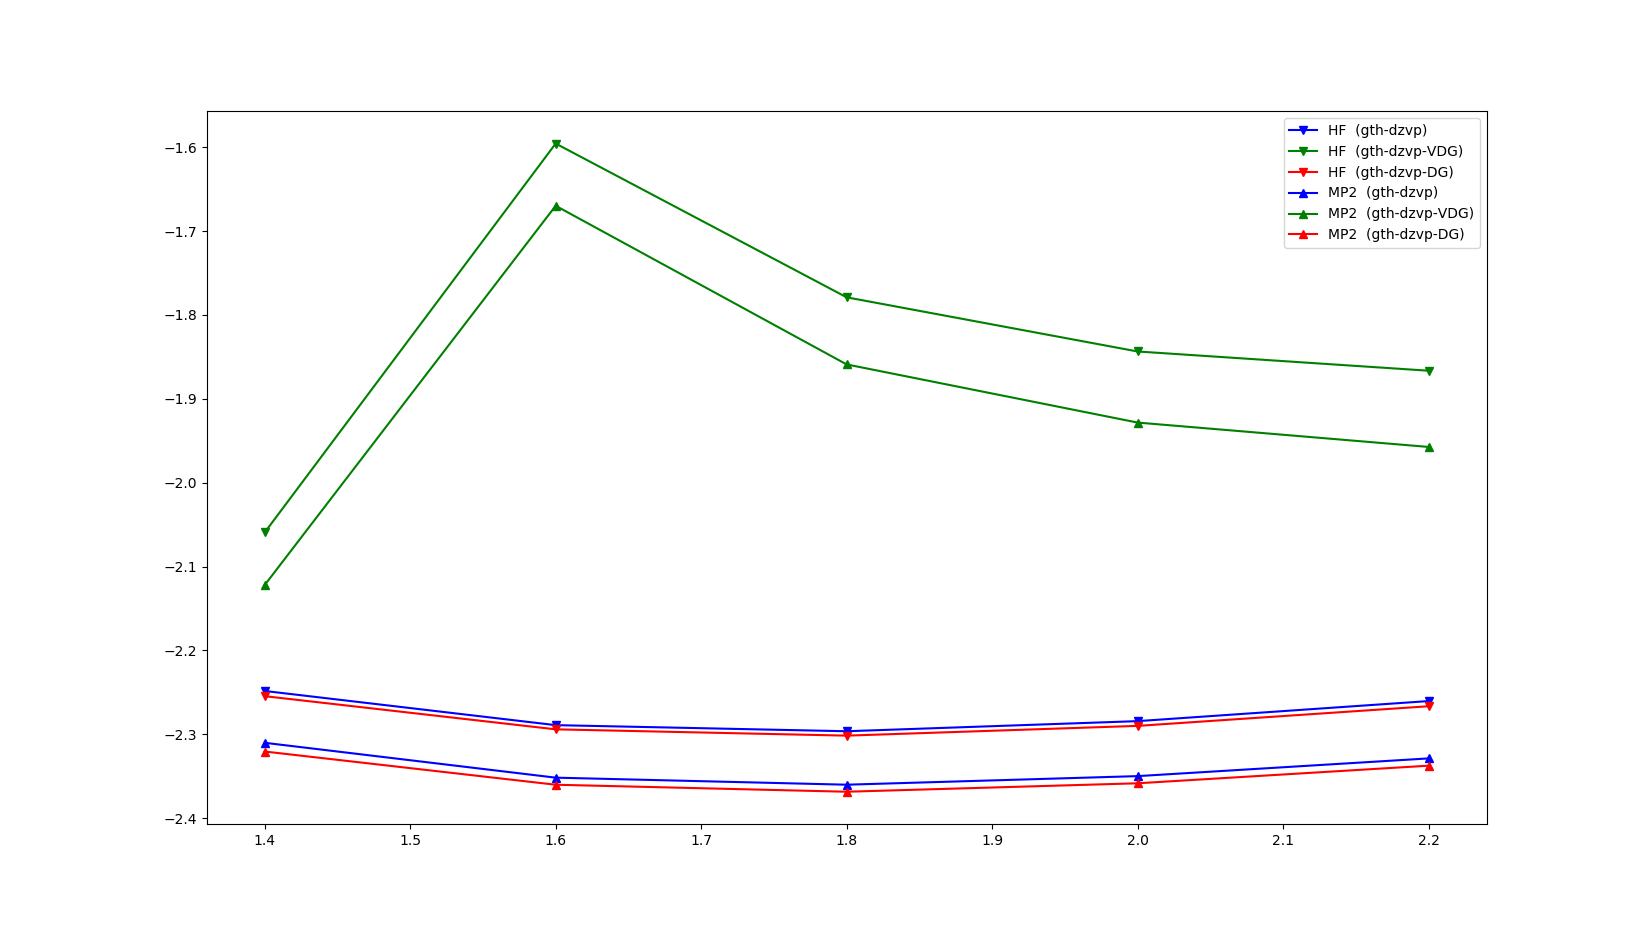 HF  (gth-dzvp)
HF  (gth-dzvp-VDG)
HF  (gth-dzvp-DG)
MP2  (gth-dzvp)
MP2  (gth-dzvp-VDG)
MP2  (gth-dzvp-DG)
−1.6
−1.7
−1.8
−1.9
−2.0
−2.1
−2.2
−2.3
−2.4
1.4 1.5 1.6 1.7 1.8 1.9 2.0 2.1 2.2